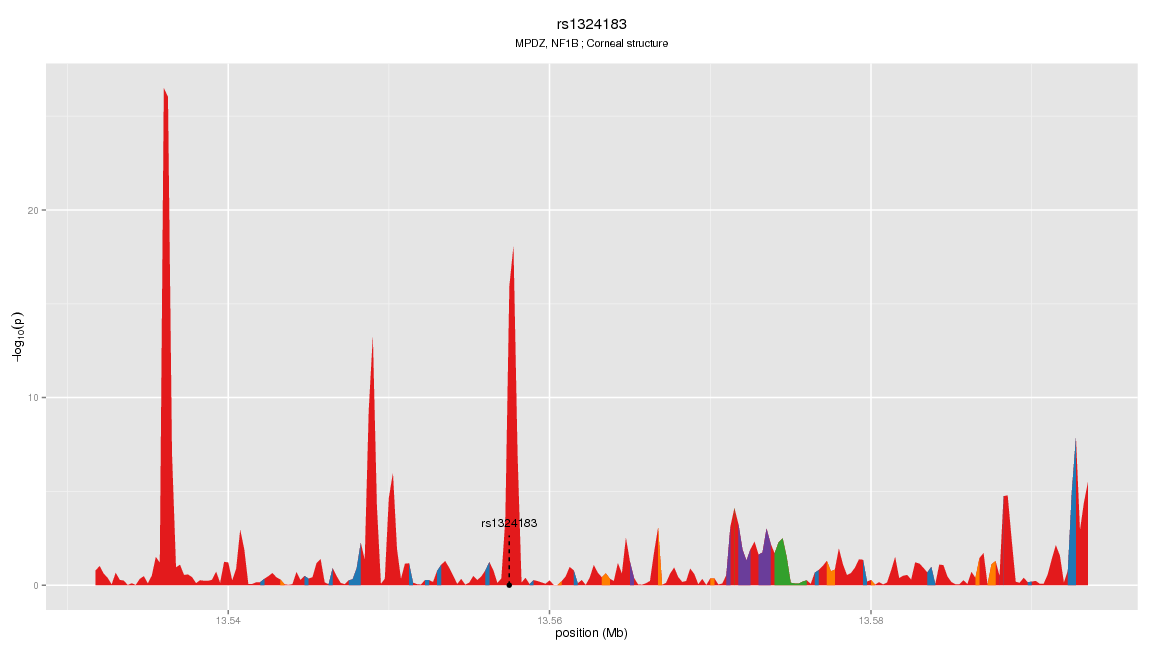 rs1324183
MPDZ, NF1B ; Corneal structure
20
10
0
−log10(p)
rs1324183
13.54
13.56
13.58
position (Mb)